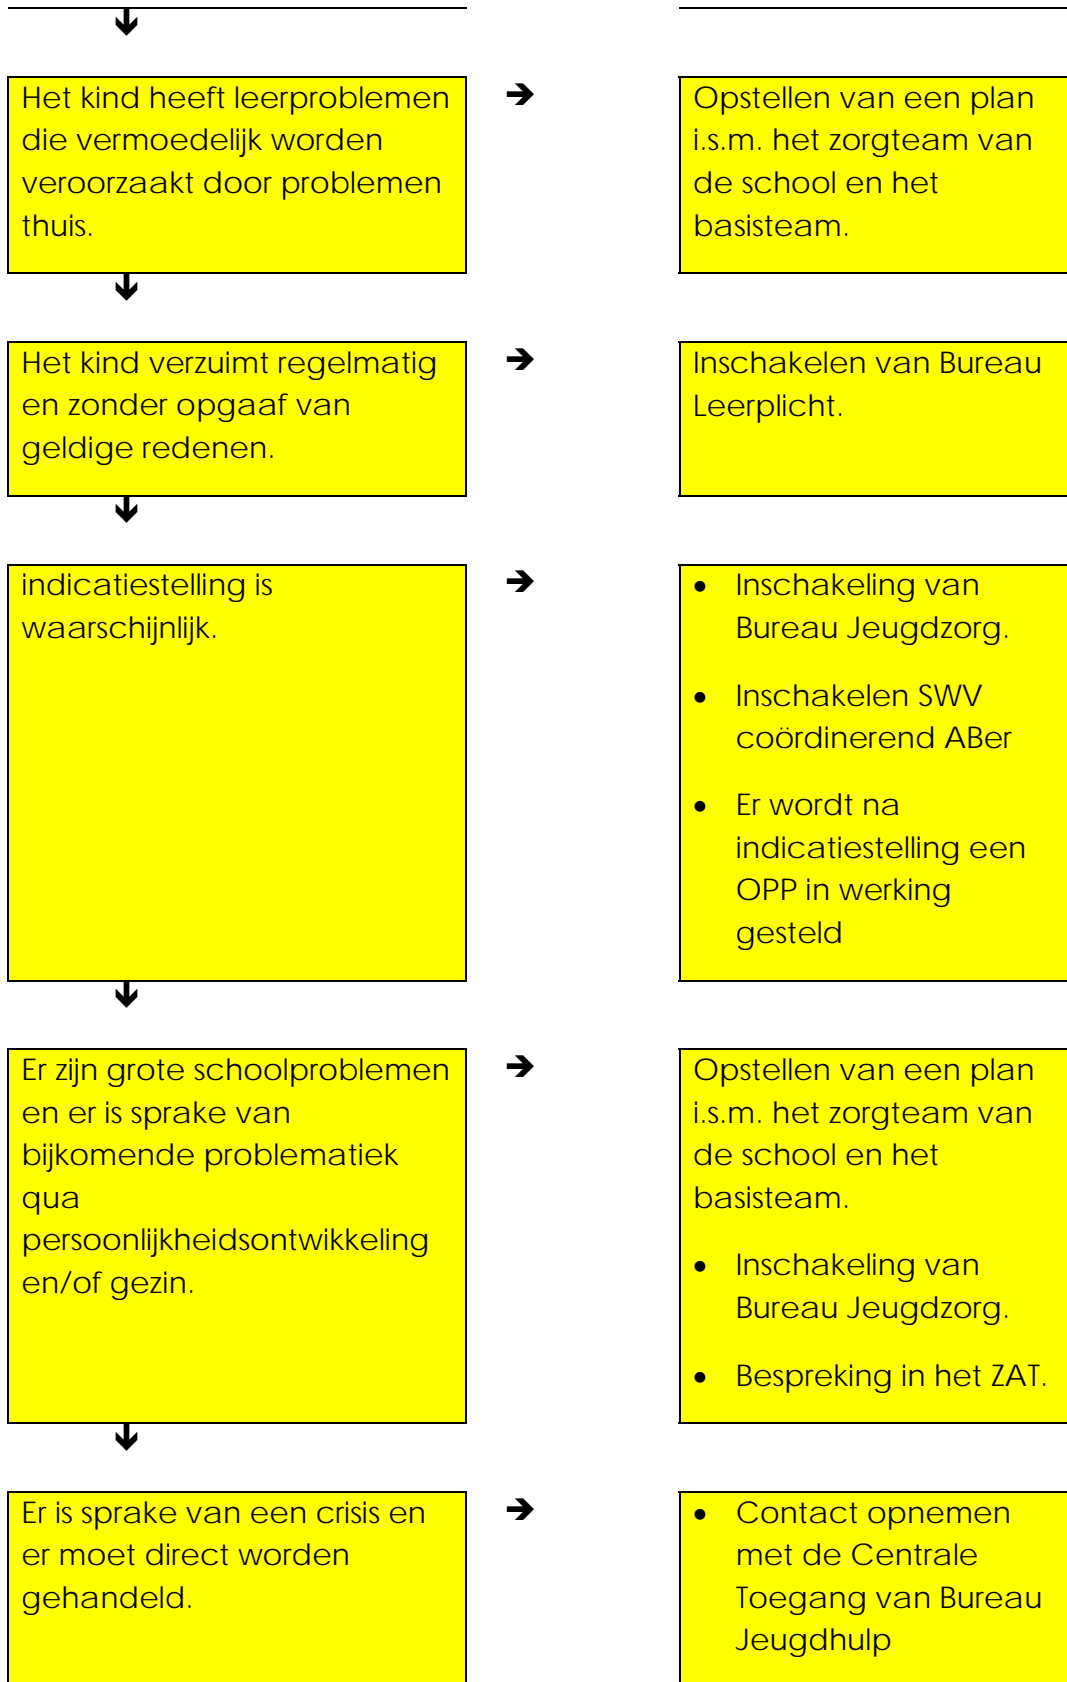 Het kind heeft leerproblemen
die vermoedelijk worden
veroorzaakt door problemen
thuis.
➔
Opstellen van een plan
i.s.m. het zorgteam van
de school en het
basisteam.
Het kind verzuimt regelmatig
en zonder opgaaf van
geldige redenen.
➔
Inschakelen van Bureau
Leerplicht.
indicatiestelling is
waarschijnlijk.
➔
• Inschakeling van
Bureau Jeugdzorg.
• Inschakelen SWV
coördinerend ABer
• Er wordt na
indicatiestelling een
OPP in werking
gesteld
Er zijn grote schoolproblemen
en er is sprake van
bijkomende problematiek
qua
persoonlijkheidsontwikkeling
en/of gezin.
➔
Opstellen van een plan
i.s.m. het zorgteam van
de school en het
basisteam.
• Inschakeling van
Bureau Jeugdzorg.
• Bespreking in het ZAT.
Er is sprake van een crisis en
er moet direct worden
gehandeld.
➔
• Contact opnemen
met de Centrale
Toegang van Bureau
Jeugdhulp